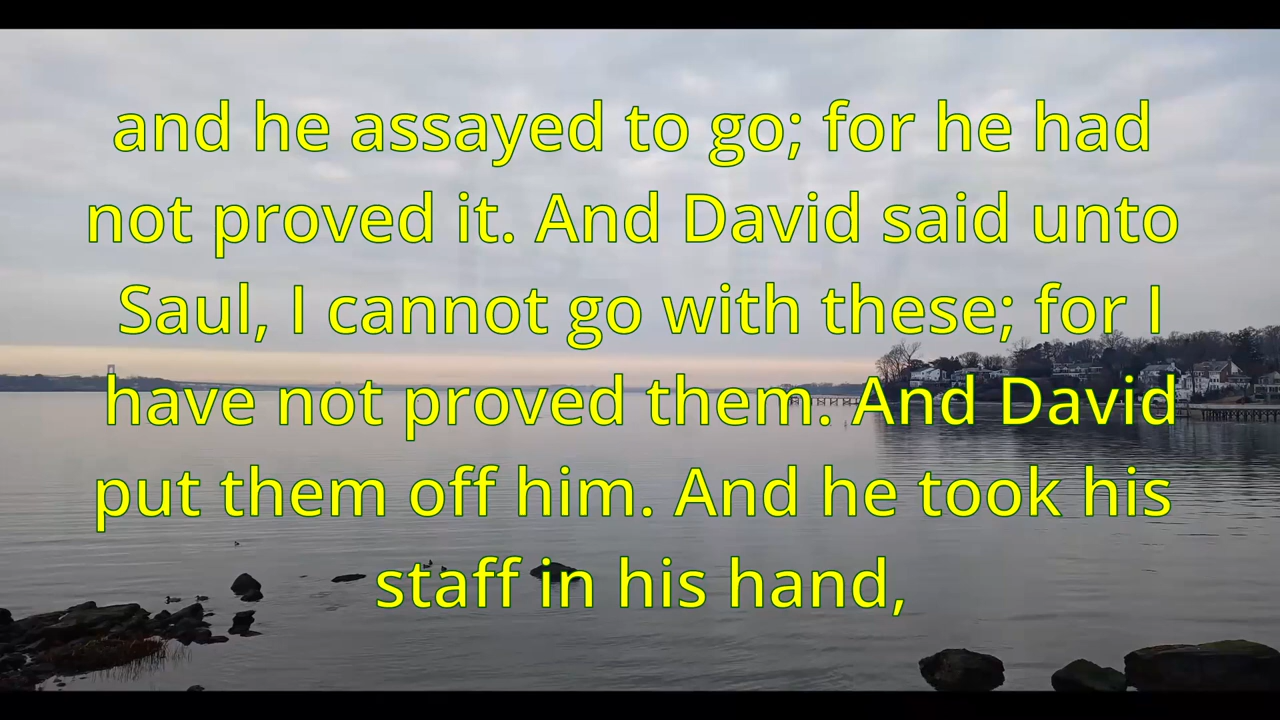 and he assayed to go; for he had
not proved it. And David said unto
Saul, I cannot go with these; for I
have not proved them. And David
put them off him. And he took his
staff in his hand,